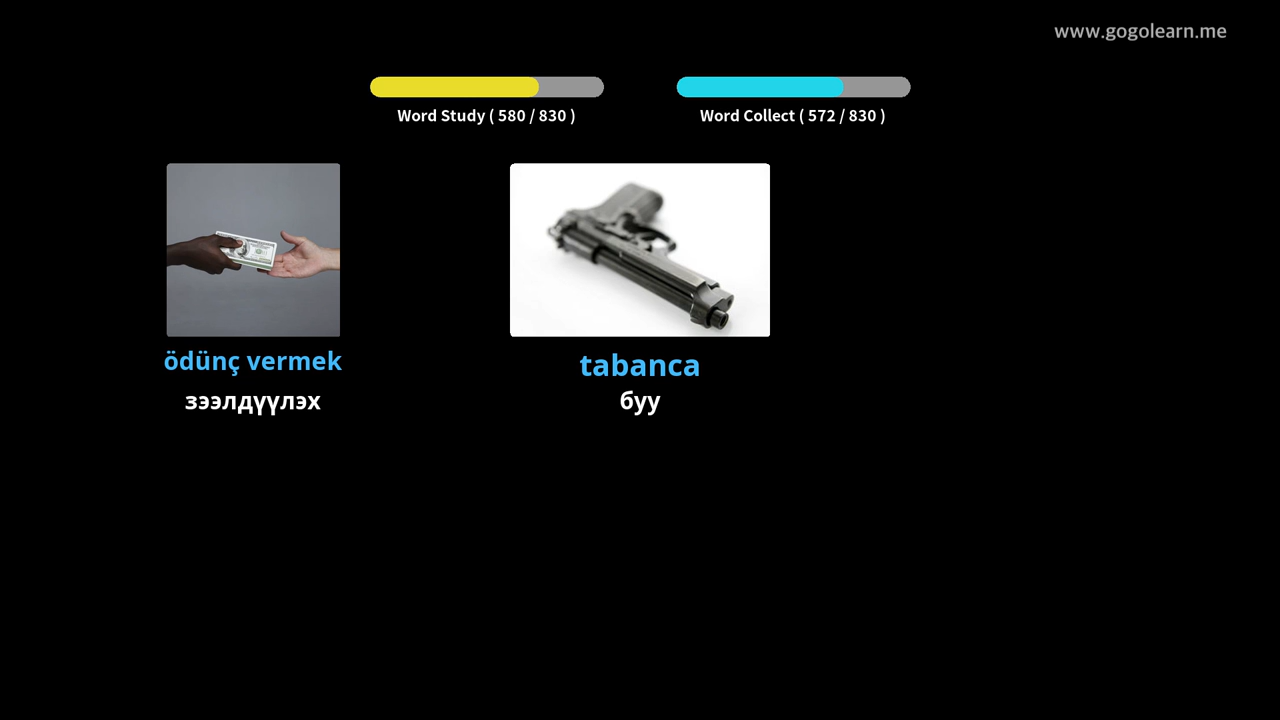 www.gogolearn.me
Word Study ( 580 / 830 )
Word Collect ( 572 / 830 )
ödünç vermek
зээлдүүлэх
tabanca
буу